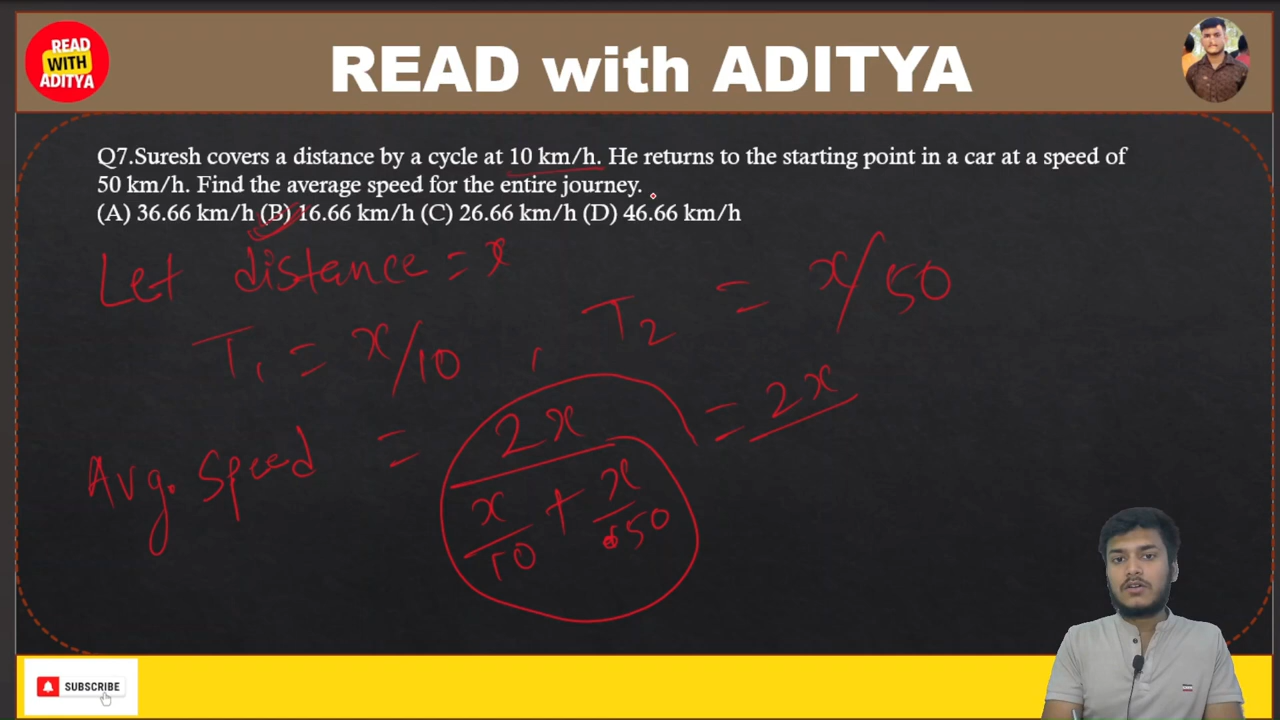 READ
WITH
ADITYA
READ with ADITYA
Q7.Suresh covers a distance by a cycle at 10 km/h. He returns to the starting point in a car at a speed of
50 km/h. Find the average speed for the entire journey.
(A) 36.66 km/h (B) 16.66 km/h (C) 26.66 km/h (D) 46.66 km/h
Let distance = x
T1 = x/10 , T2 = x/50
Avg. Speed = 2x / (x/10 + x/50) = 2x
SUBSCRIBE